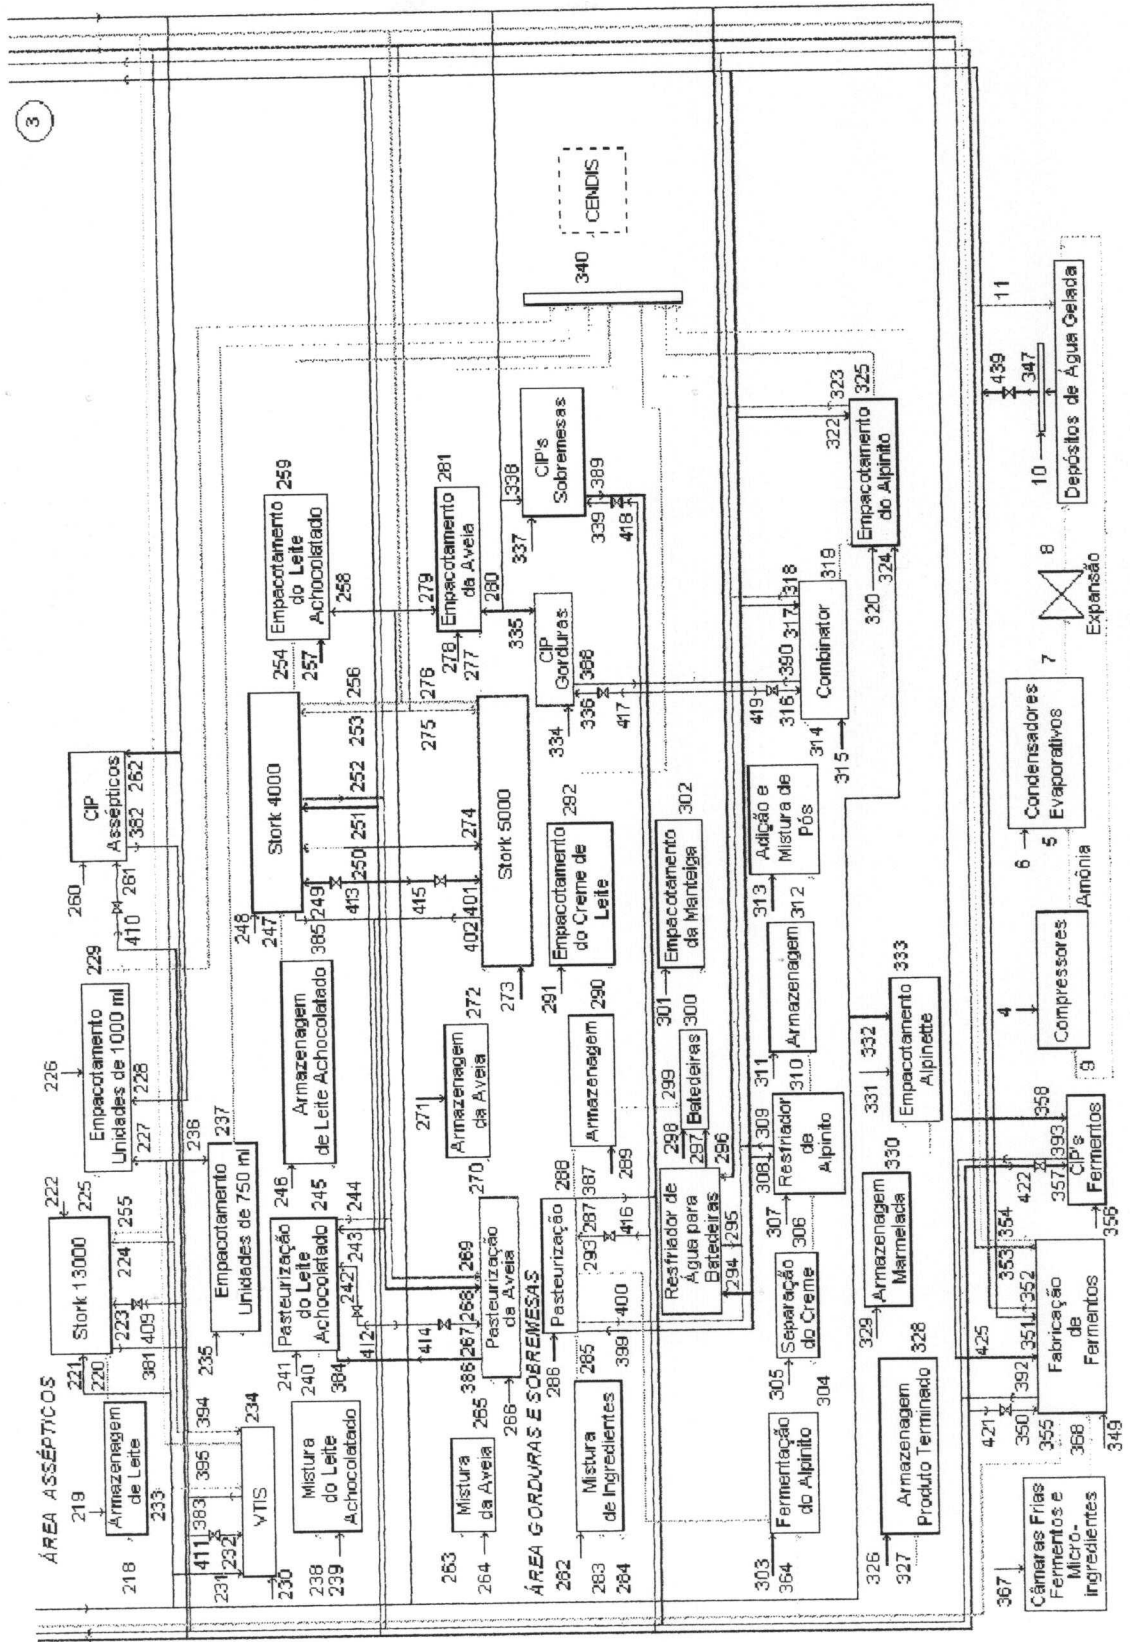 3
ÁREA ASSÉPTICOS
219
218
Armazenagem
de Leite
233
220
221
222
Stork 13000
225
255
224
223
409
381
226
Empacotamento
Unidades de 1000 ml
229
227
228
236
260
CIP
Assépticos
261
410
382
262
394
395
383
411
232
231
230
VTIS
234
235
Empacotamento
Unidades de 750 ml
237
238
239
Mistura
do Leite
Achocolatado
240
241
Pasteurização
do Leite
Achocolatado
245
384
242
243
244
412
246
Armazenagem
de Leite Achocolatado
247
248
Stork 4000
254
385
249
413
250
251
252
253
256
257
Empacotamento
do Leite
Achocolatado
259
258
263
264
Mistura
da Aveia
265
266
386
267
414
268
269
Pasteurização
da Aveia
270
271
Armazenagem
da Aveia
272
273
Stork 5000
402
401
415
274
275
276
277
278
Empacotamento
da Aveia
281
279
280
ÁREA GORDURAS E SOBREMESAS
282
283
284
Mistura
de Ingredientes
285
286
Pasteurização
288
293
287
387
416
399
400
289
Armazenagem
290
291
Empacotamento
do Creme de
Leite
292
334
CIP
Gorduras
335
336
388
417
337
CIP's
Sobremesas
338
339
389
418
340
CENDIS
294
295
Resfriador de
Água para
Batedeiras
296
297
298
299
Batedeiras
300
301
Empacotamento
da Manteiga
302
303
364
Fermentação
do Alpinito
304
305
Separação
do Creme
306
307
Resfriador
de
Alpinito
308
309
310
311
Armazenagem
312
313
Adição e
Mistura de
Pós
314
315
Combinator
316
390
419
317
318
319
320
324
Empacotamento
do Alpinito
322
323
325
326
327
Armazenagem
Produto Terminado
328
329
Armazenagem
Marmelada
330
331
332
Empacotamento
Alpinette
333
367
Câmaras Frias
Fermentos e
Micro-
ingredientes
368
349
355
350
421
392
425
351
352
353
354
Fabricação
de
Fermentos
356
CIP's
Fermentos
357
393
422
358
4
Compressores
9
Amônia
5
6
Condensadores
Evaporativos
7
8
Expansão
10
347
439
11
Depósitos de Água Gelada